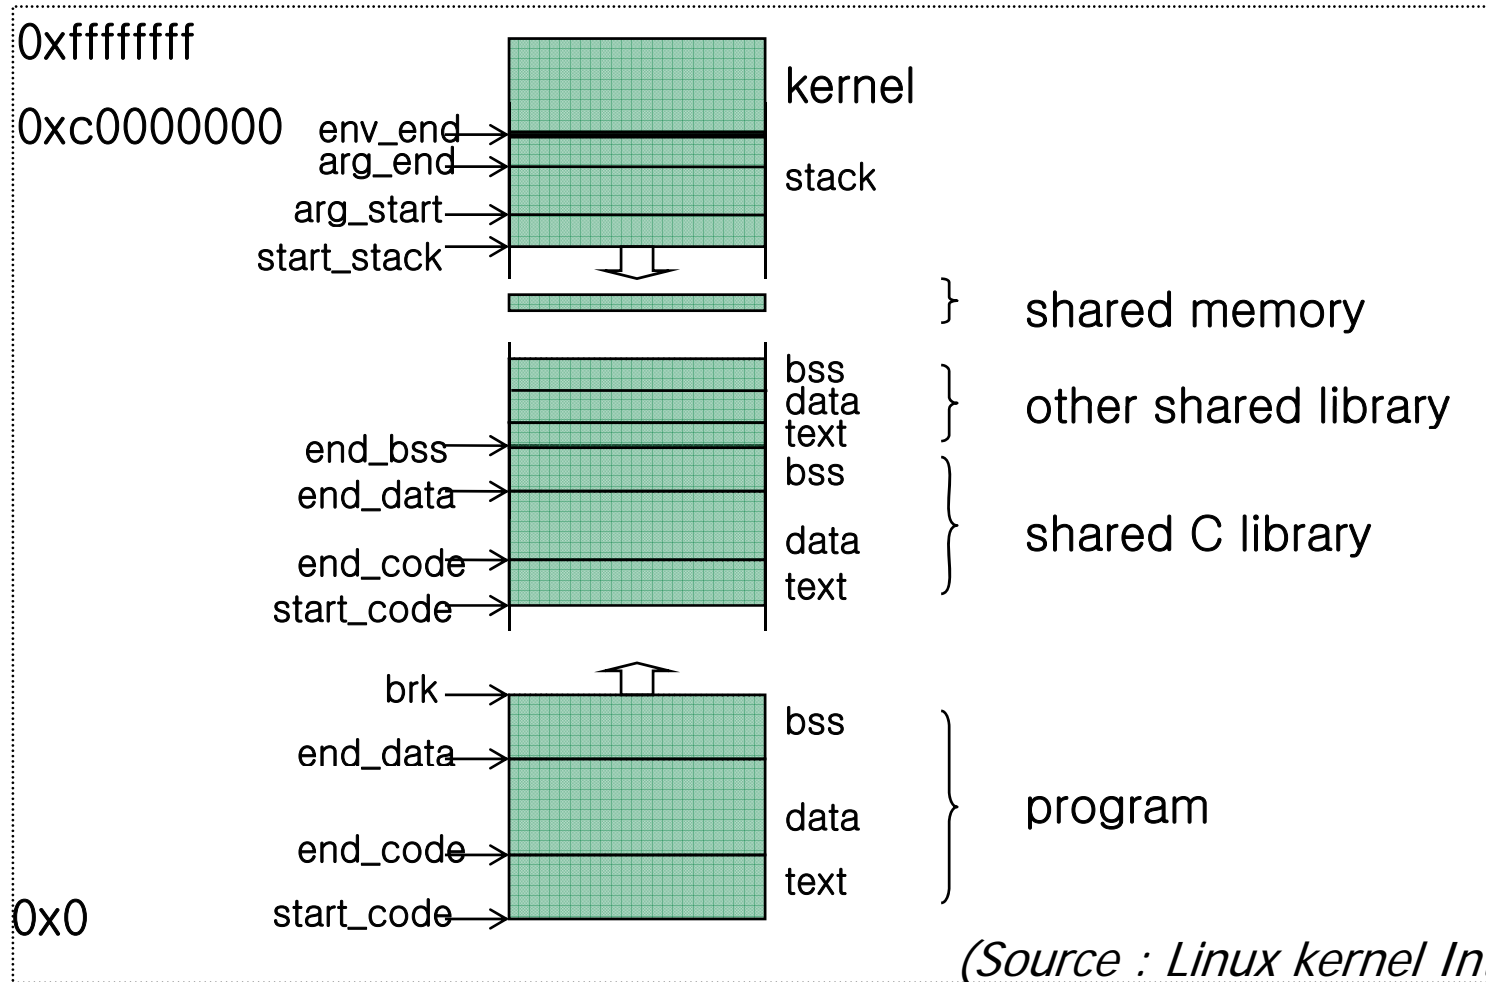 0xffffffff
kernel
0xc0000000
env_end
arg_end
stack
arg_start
start_stack
shared memory
bss
data
other shared library
text
end_bss
bss
end_data
data
shared C library
end_code
text
start_code
brk
bss
end_data
data
program
end_code
text
start_code
0x0
(Source : Linux kernel